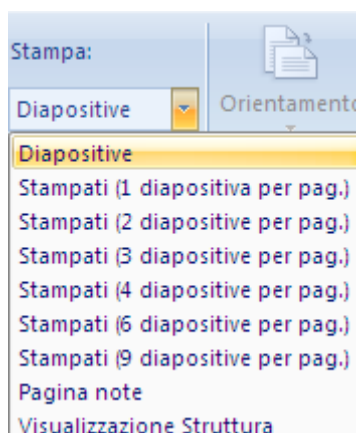 Stampa:
Diapositive
Orientamento
Diapositive
Stampati (1 diapositiva per pag.)
Stampati (2 diapositive per pag.)
Stampati (3 diapositive per pag.)
Stampati (4 diapositive per pag.)
Stampati (6 diapositive per pag.)
Stampati (9 diapositive per pag.)
Pagina note
Visualizzazione Struttura